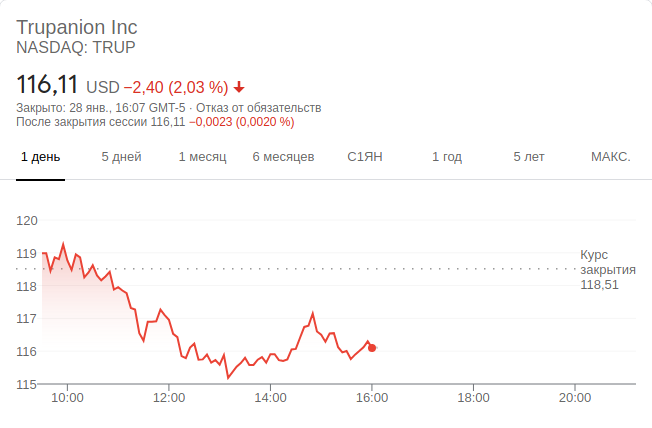 Trupanion Inc
NASDAQ: TRUP
116,11 USD −2,40 (2,03 %)
Закрыто: 28 янв., 16:07 GMT-5 · Отказ от обязательств
После закрытия сессии 116,11 −0,0023 (0,0020 %)
1 день 5 дней 1 месяц 6 месяцев С1ЯН 1 год 5 лет МАКС.
120
119
118
117
116
115
Курс
закрытия
118,51
10:00 12:00 14:00 16:00 18:00 20:00